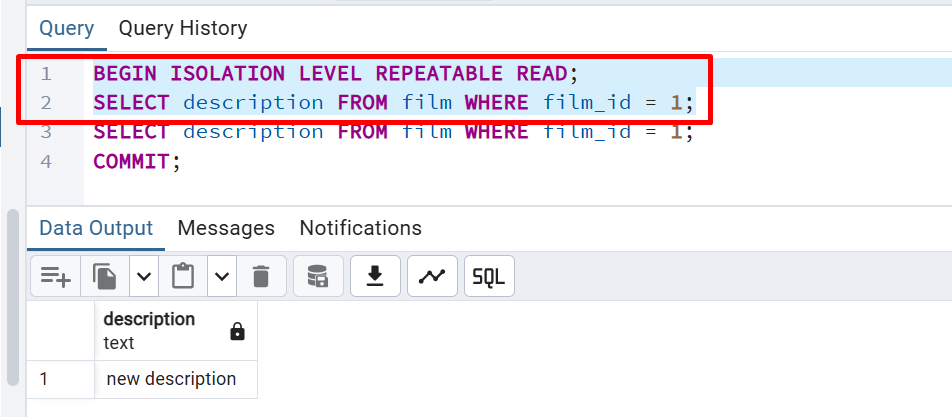 Query Query History
1 BEGIN ISOLATION LEVEL REPEATABLE READ;
2 SELECT description FROM film WHERE film_id = 1;
3 SELECT description FROM film WHERE film_id = 1;
4 COMMIT;
Data Output Messages Notifications
SQL
description
text
1 new description